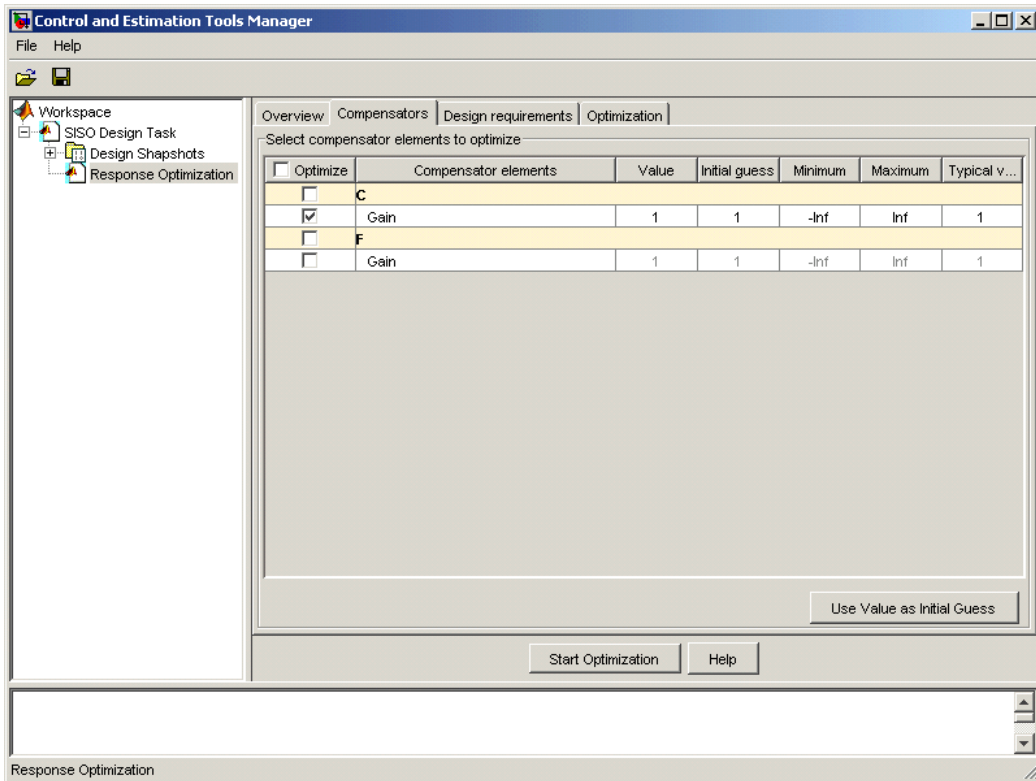 Control and Estimation Tools Manager
File Help
Workspace
SISO Design Task
Design Shapshots
Response Optimization
Overview Compensators Design requirements Optimization
Select compensator elements to optimize
Optimize Compensator elements Value Initial guess Minimum Maximum Typical v...
C
Gain 1 1 -Inf Inf 1
F
Gain 1 1 -Inf Inf 1
Use Value as Initial Guess
Start Optimization Help
Response Optimization